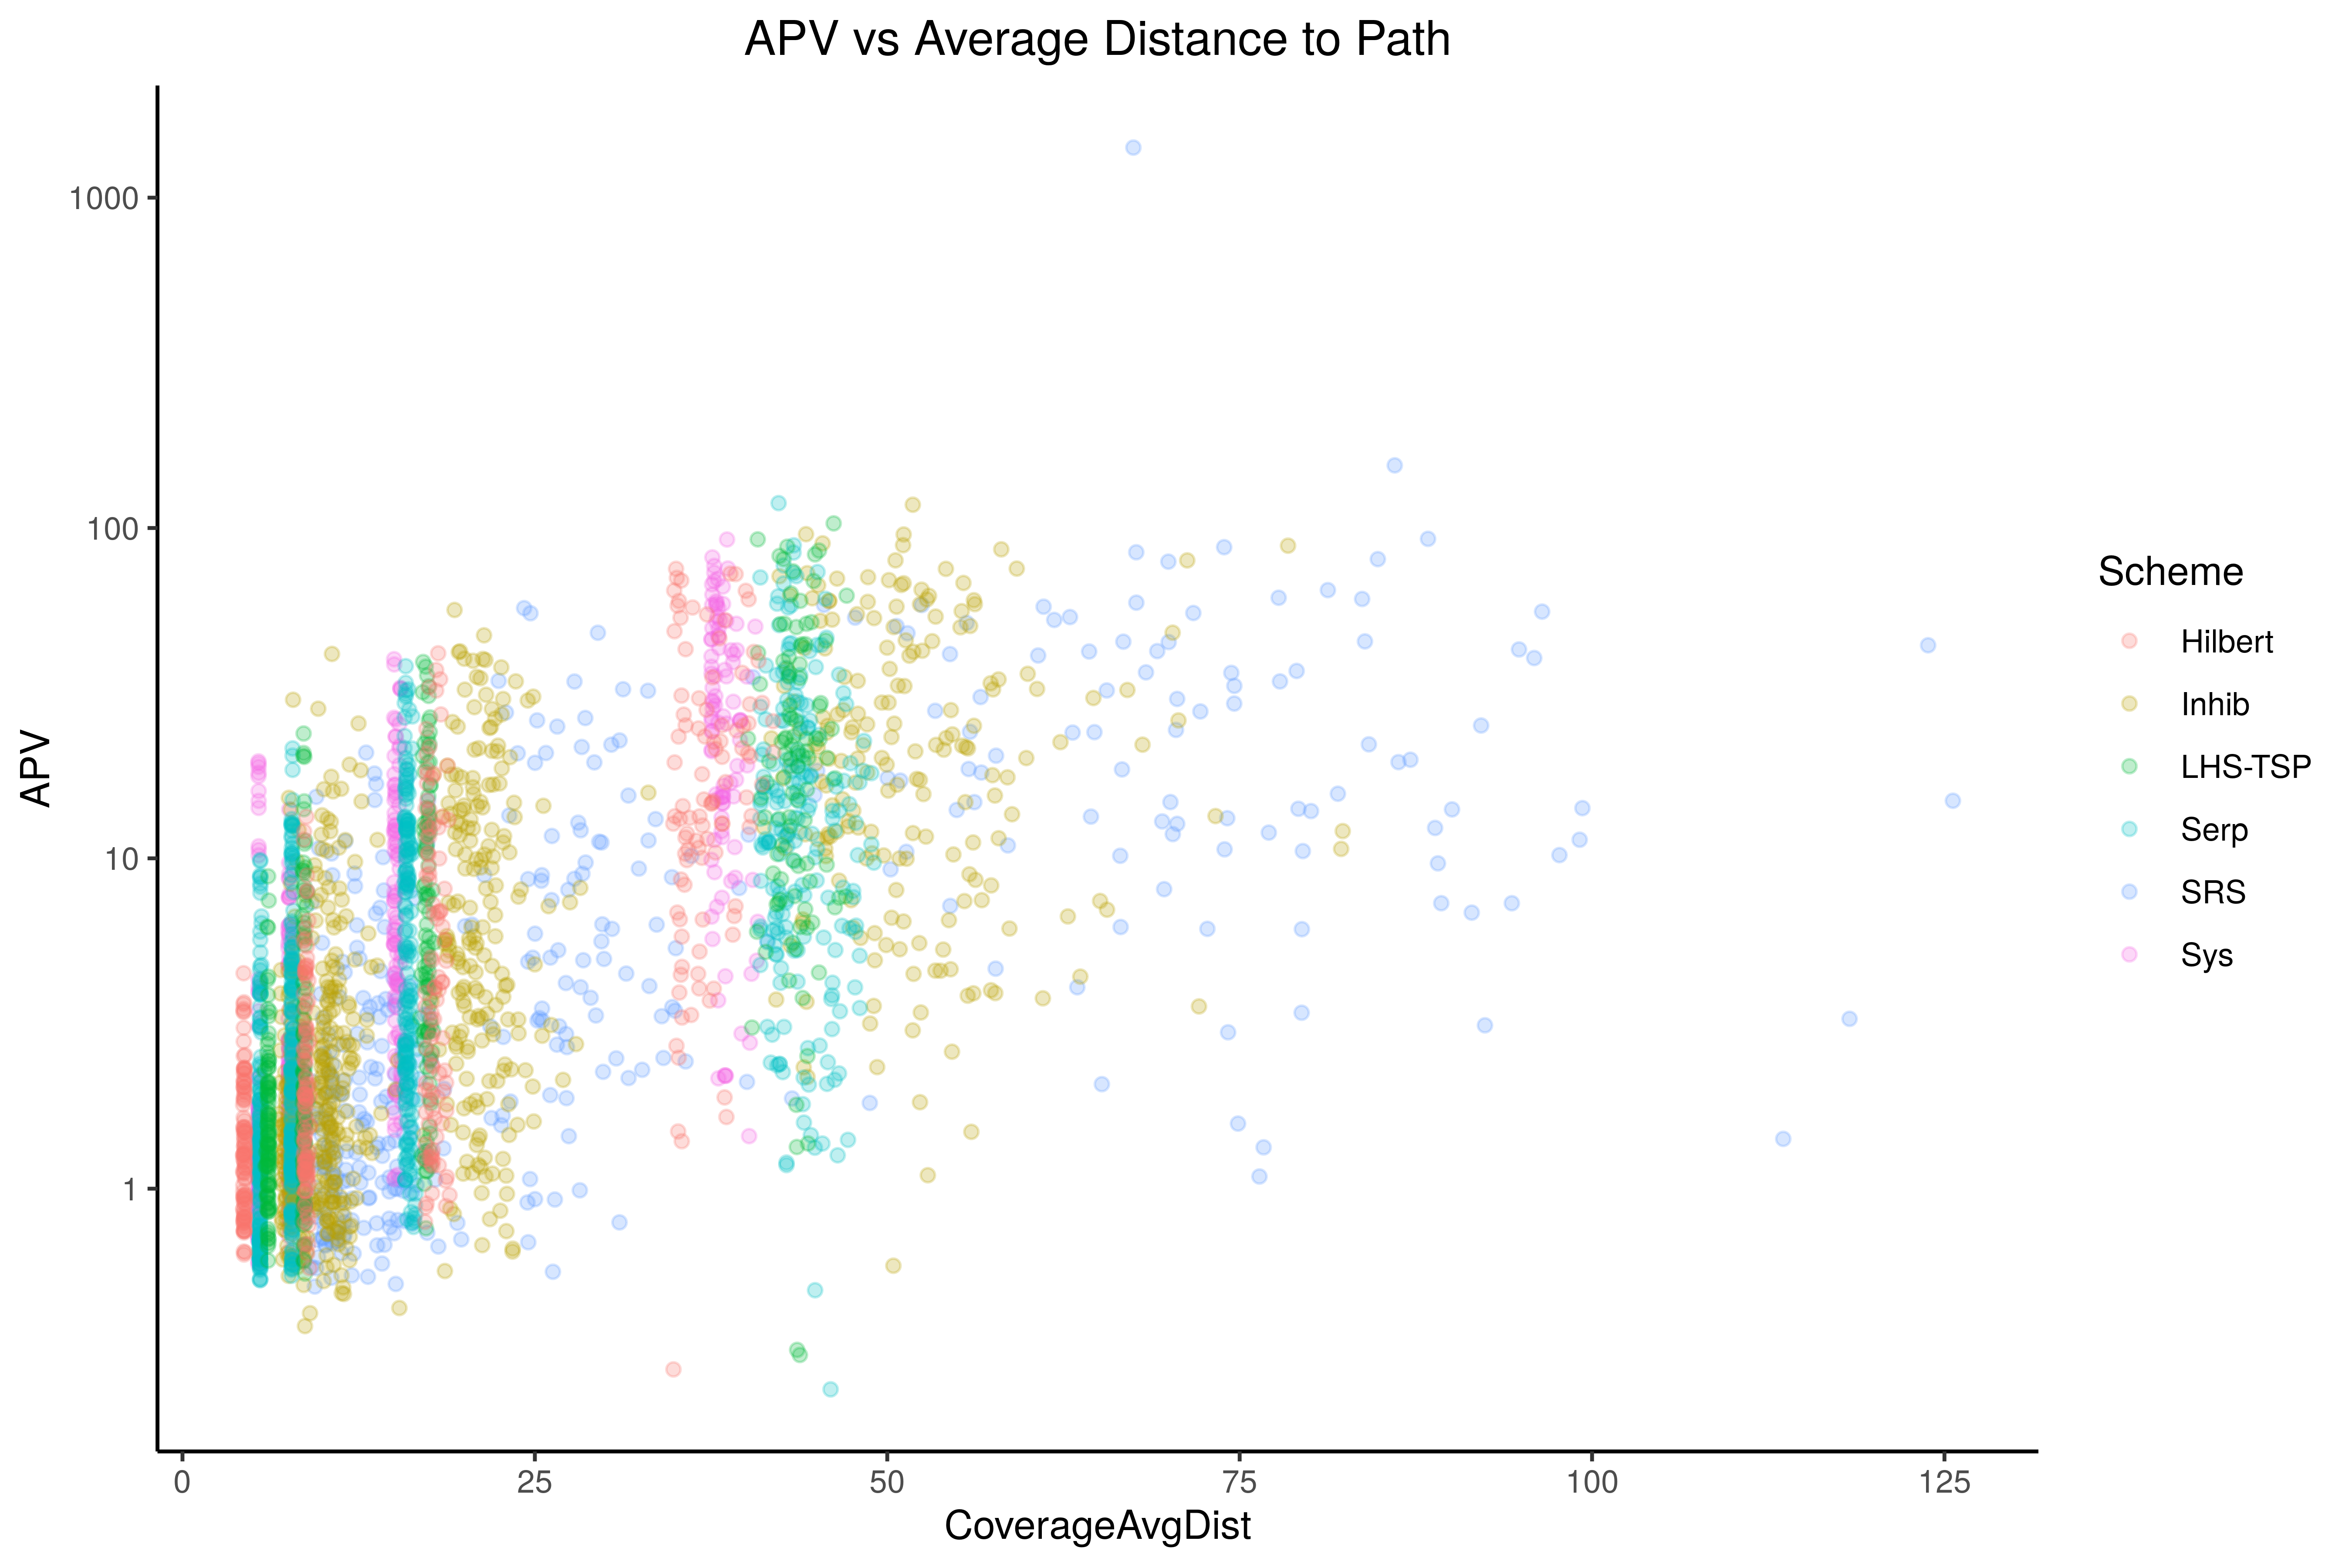 APV vs Average Distance to Path
APV
1000
100
10
1
0 25 50 75 100 125
CoverageAvgDist
Scheme
Hilbert
Inhib
LHS-TSP
Serp
SRS
Sys